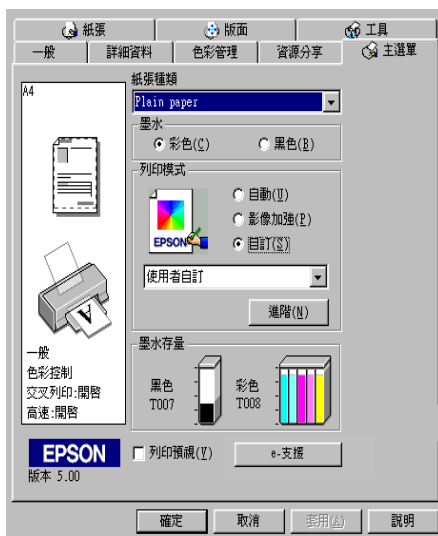 紙張
版面
工具
一般
詳細資料
色彩管理
資源分享
主選單
A4
紙張種類
Plain paper
墨水
彩色(C)
黑色(B)
列印模式
自動(U)
影像加強(P)
自訂(S)
EPSON
使用者自訂
進階(N)
A
一般
色彩控制
交叉列印:開啓
高速:開啓
墨水存量
黑色
T007
彩色
T008
EPSON
版本 5.00
列印預視(V)
e-支援
確定
取消
套用(A)
說明